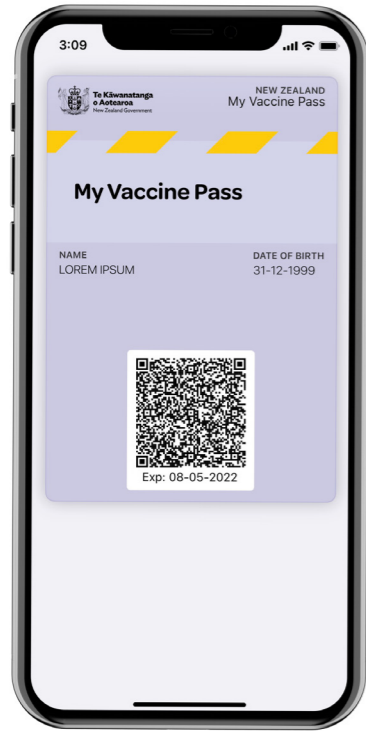 3:09
Te Kāwanatanga
o Aotearoa
New Zealand Government
NEW ZEALAND
My Vaccine Pass
My Vaccine Pass
NAME
DATE OF BIRTH
LOREM IPSUM
31-12-1999
Exp: 08-05-2022